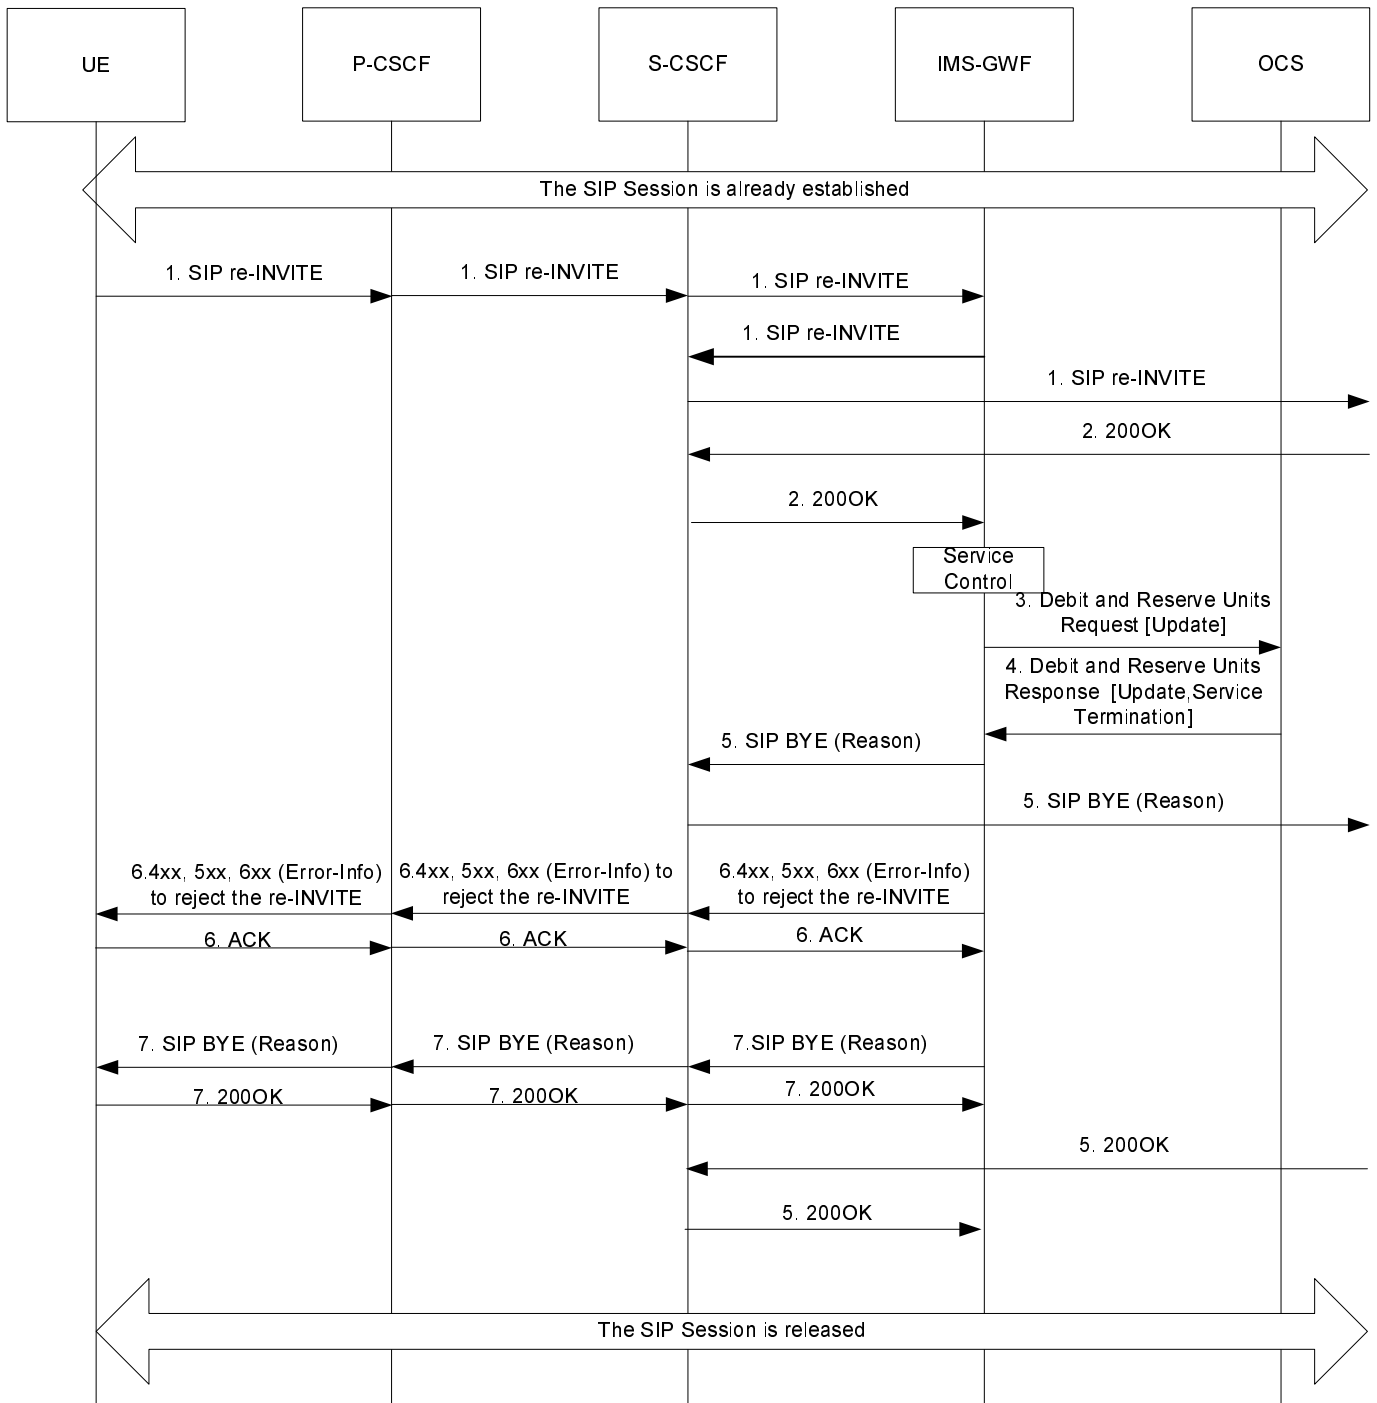 UE
P-CSCF
S-CSCF
IMS-GWF
OCS
The SIP Session is already established
1. SIP re-INVITE
1. SIP re-INVITE
1. SIP re-INVITE
1. SIP re-INVITE
1. SIP re-INVITE
2. 200OK
2. 200OK
Service
Control
3. Debit and Reserve Units
Request [Update]
4. Debit and Reserve Units
Response [Update,Service
Termination]
5. SIP BYE (Reason)
5. SIP BYE (Reason)
6.4xx, 5xx, 6xx (Error-Info)
to reject the re-INVITE
6.4xx, 5xx, 6xx (Error-Info) to
reject the re-INVITE
6.4xx, 5xx, 6xx (Error-Info)
to reject the re-INVITE
6. ACK
6. ACK
6. ACK
7. SIP BYE (Reason)
7. SIP BYE (Reason)
7.SIP BYE (Reason)
7. 200OK
7. 200OK
7. 200OK
5. 200OK
5. 200OK
The SIP Session is released